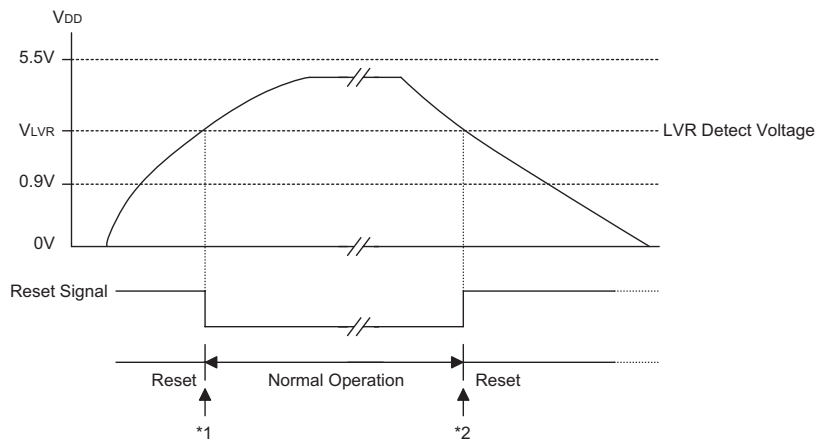 VDD
5.5V
VLVR
LVR Detect Voltage
0.9V
0V
Reset Signal
Reset
Normal Operation
Reset
*1
*2